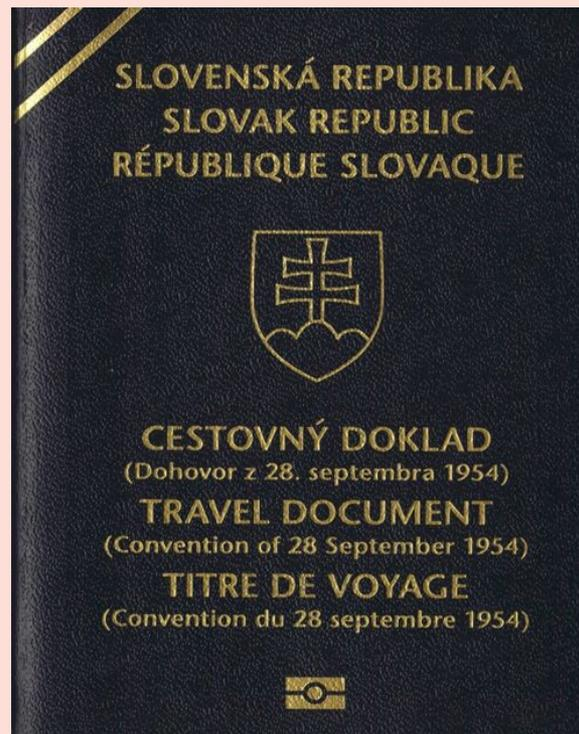 SLOVENSKÁ REPUBLIKA
SLOVAK REPUBLIC
RÉPUBLIQUE SLOVAQUE
CESTOVNÝ DOKLAD
(Dohovor z 28. septembra 1954)
TRAVEL DOCUMENT
(Convention of 28 September 1954)
TITRE DE VOYAGE
(Convention du 28 septembre 1954)